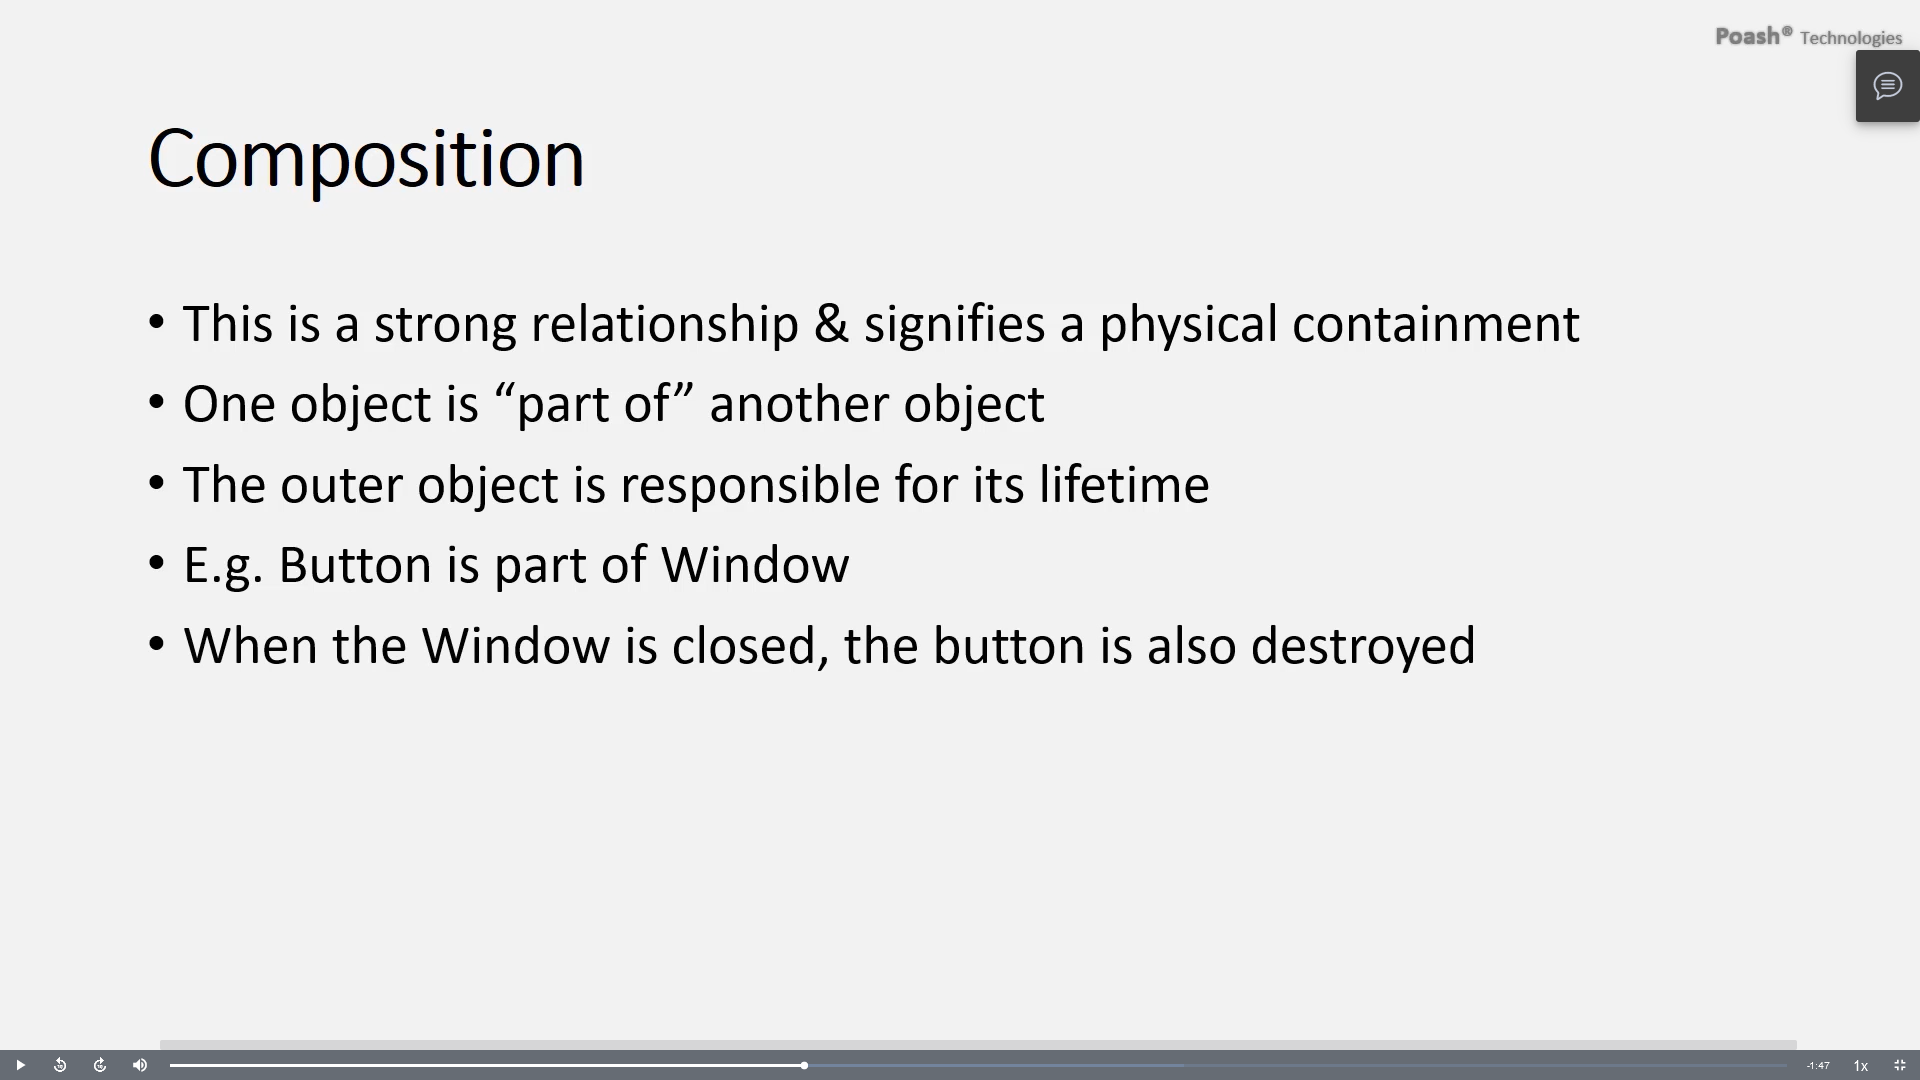 Poash® Technologies
Composition
• This is a strong relationship & signifies a physical containment
• One object is “part of” another object
• The outer object is responsible for its lifetime
• E.g. Button is part of Window
• When the Window is closed, the button is also destroyed
-1:47 1x